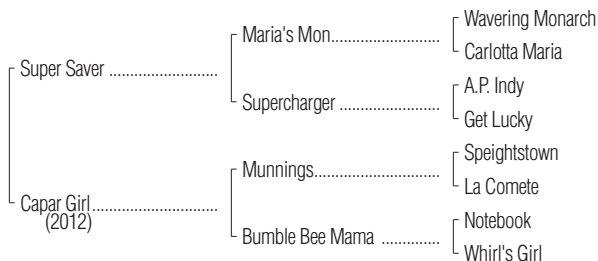 Wavering Monarch
Maria's Mon
Carlotta Maria
Super Saver
A.P. Indy
Supercharger
Get Lucky
Speightstown
Munnings
La Comete
Capar Girl
(2012)
Notebook
Bumble Bee Mama
Whirl's Girl